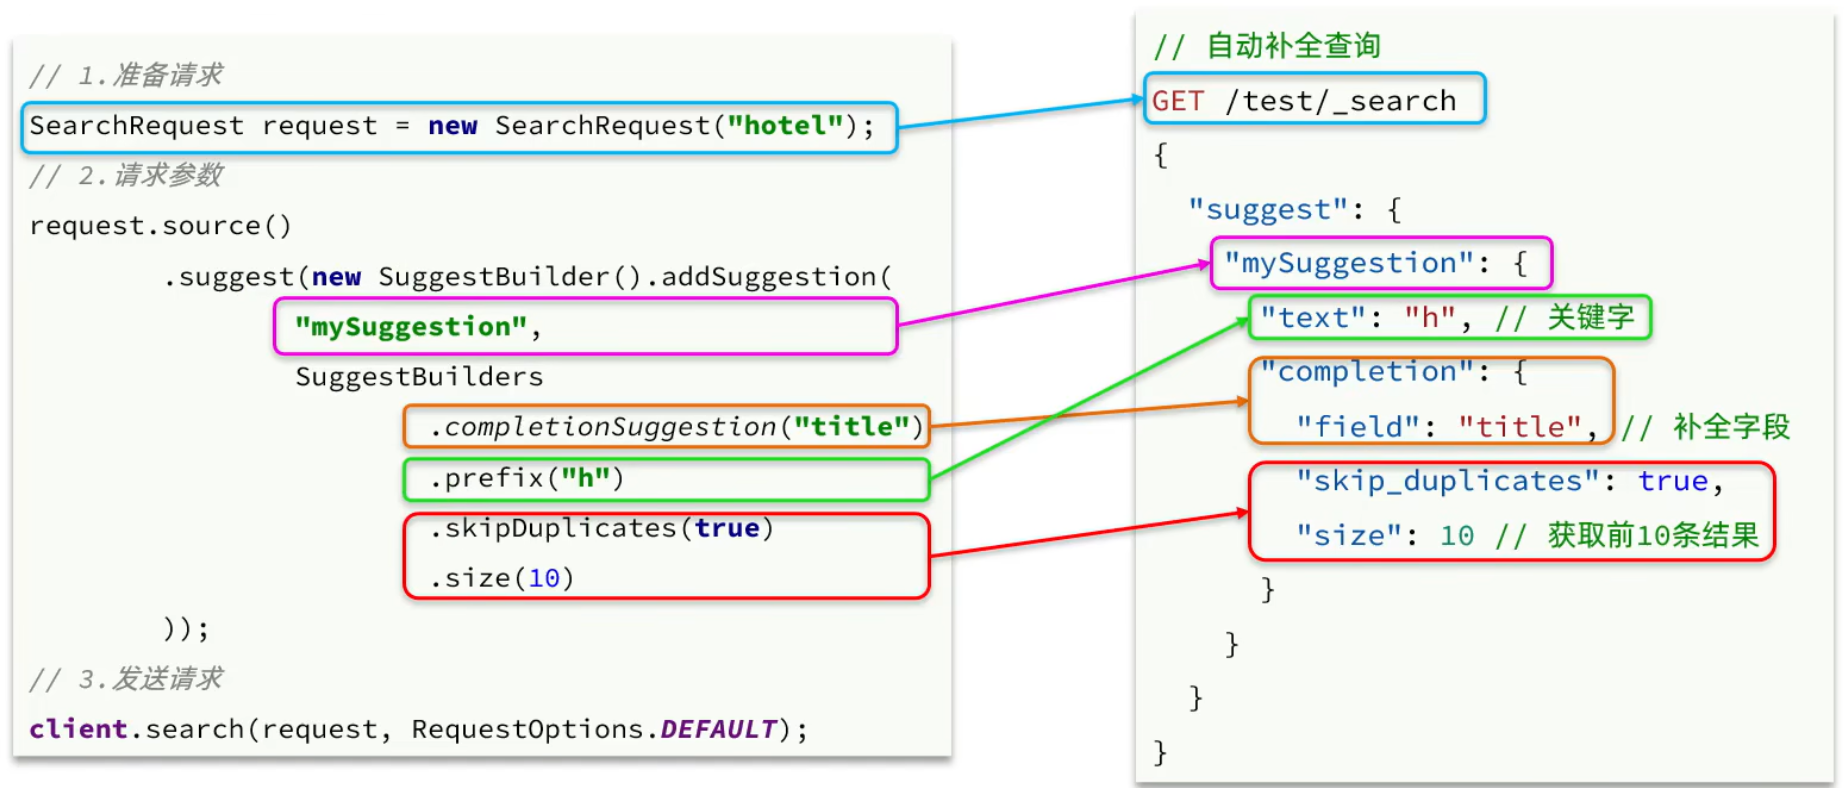 // 1.准备请求
SearchRequest request = new SearchRequest("hotel");
// 2.请求参数
request.source()
.suggest(new SuggestBuilder().addSuggestion(
"mySuggestion",
SuggestBuilders
.completionSuggestion("title")
.prefix("h")
.skipDuplicates(true)
.size(10)
));
// 3.发送请求
client.search(request, RequestOptions.DEFAULT);
// 自动补全查询
GET /test/_search
{
"suggest": {
"mySuggestion": {
"text": "h", // 关键字
"completion": {
"field": "title", // 补全字段
"skip_duplicates": true,
"size": 10 // 获取前10条结果
}
}
}
}